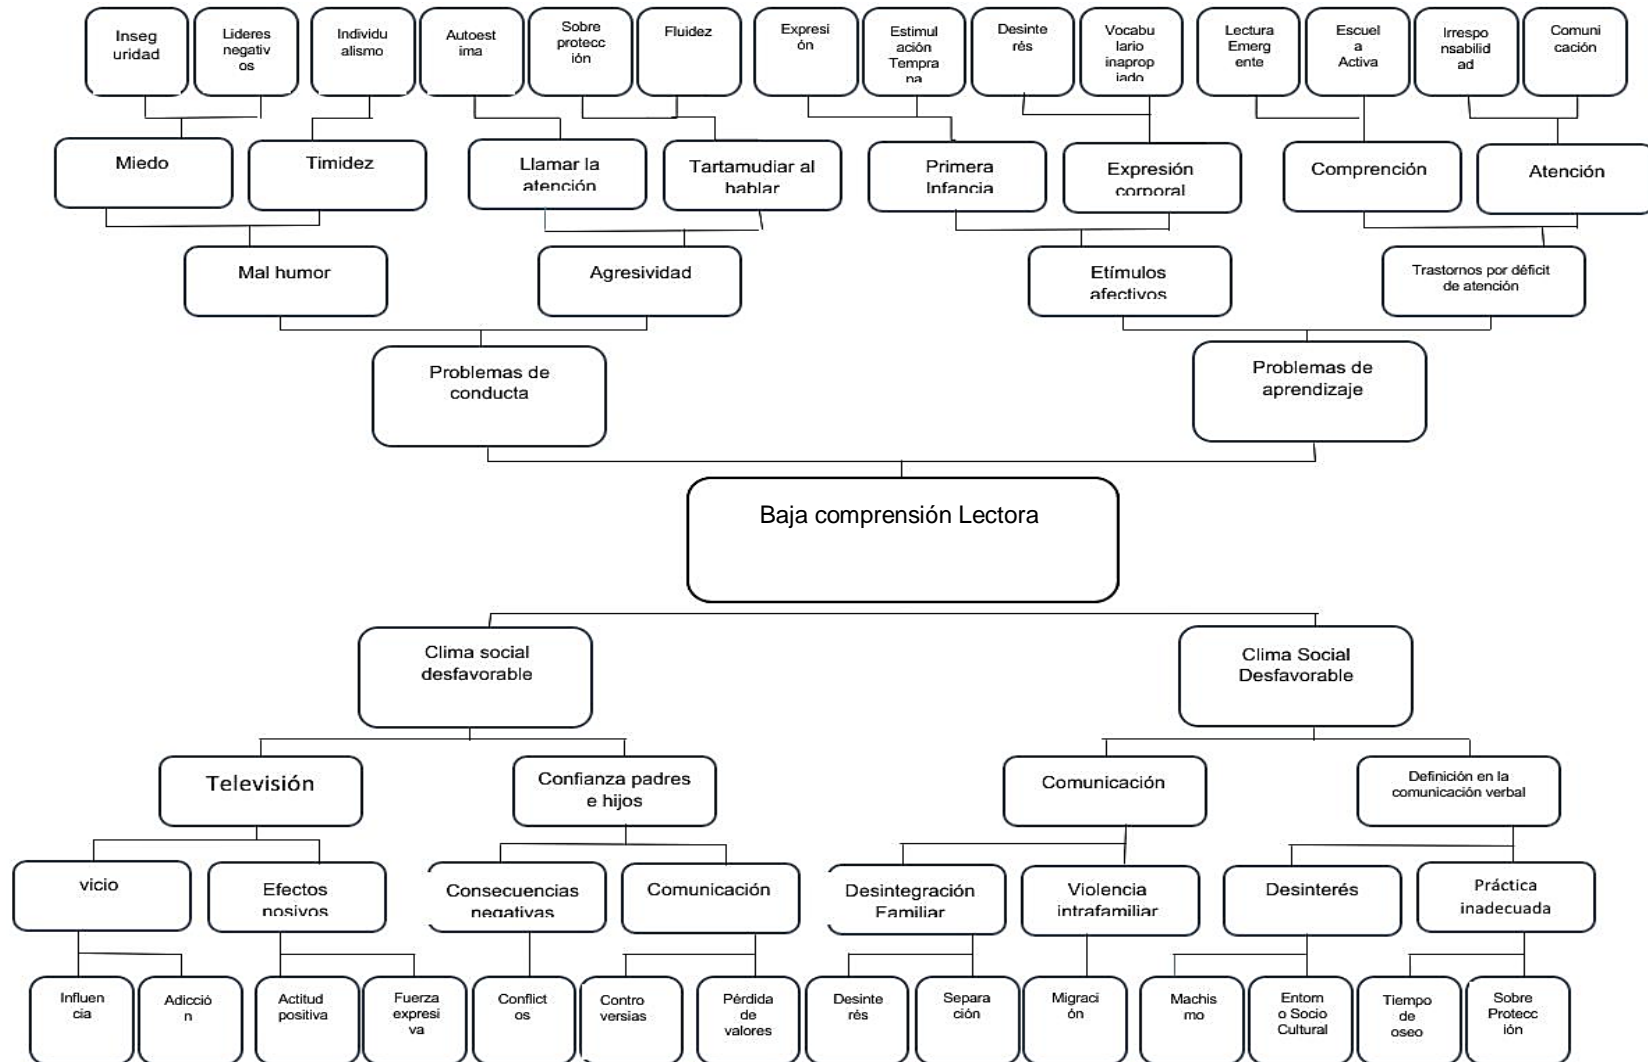 Inseg
uridad
Lideres
negativ
os
Individu
alismo
Autoest
ima
Sobre
protecc
ión
Fluidez
Expresi
ón
Estimul
ación
Tempra
na
Desinte
rés
Vocabu
lario
inaprop
iado
Lectura
Emerg
ente
Escuel
a
Activa
Irrespo
nsabilid
ad
Comuni
cación
Miedo
Timidez
Llamar la
atención
Tartamudiar al
hablar
Primera
Infancia
Expresión
corporal
Comprención
Atención
Mal humor
Agresividad
Etímulos
afectivos
Trastornos por déficit
de atención
Problemas de
conducta
Problemas de
aprendizaje
Baja comprensión Lectora
Clima social
desfavorable
Clima Social
Desfavorable
Televisión
Confianza padres
e hijos
Comunicación
Definición en la
comunicación verbal
vicio
Efectos
nosivos
Consecuencias
negativas
Comunicación
Desintegración
Familiar
Violencia
intrafamiliar
Desinterés
Práctica
inadecuada
Influen
cia
Adicció
n
Actitud
positiva
Fuerza
expresi
va
Conflict
os
Contro
versias
Pérdida
de
valores
Desinte
rés
Separa
ción
Migraci
ón
Machis
mo
Entorn
o Socio
Cultural
Tiempo
de
oseo
Sobre
Protecc
ión